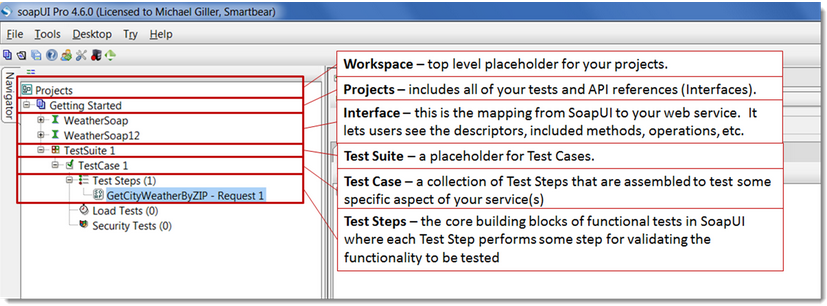 soapUI Pro 4.6.0 (Licensed to Michael Giller, Smartbear)
File Tools Desktop Try Help
Navigator
Projects
Getting Started
WeatherSoap
WeatherSoap12
TestSuite 1
TestCase 1
Test Steps (1)
GetCityWeatherByZIP - Request 1
Load Tests (0)
Security Tests (0)
Workspace – top level placeholder for your projects.
Projects – includes all of your tests and API references (Interfaces).
Interface – this is the mapping from SoapUI to your web service. It
lets users see the descriptors, included methods, operations, etc.
Test Suite – a placeholder for Test Cases.
Test Case – a collection of Test Steps that are assembled to test some
specific aspect of your service(s)
Test Steps – the core building blocks of functional tests in SoapUI
where each Test Step performs some step for validating the
functionality to be tested